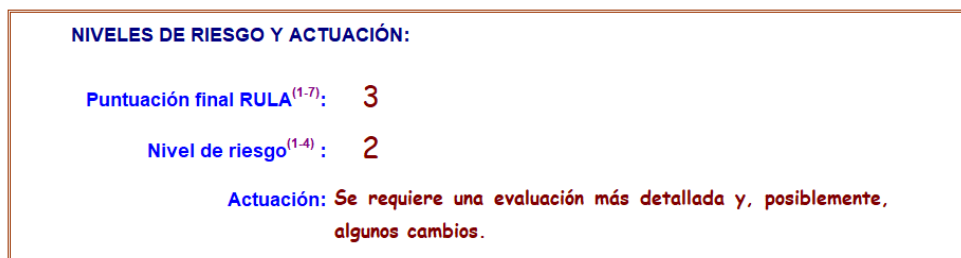 NIVELES DE RIESGO Y ACTUACIÓN:
Puntuación final RULA(1-7): 3
Nivel de riesgo(1-4) : 2
Actuación: Se requiere una evaluación más detallada y, posiblemente,
algunos cambios.